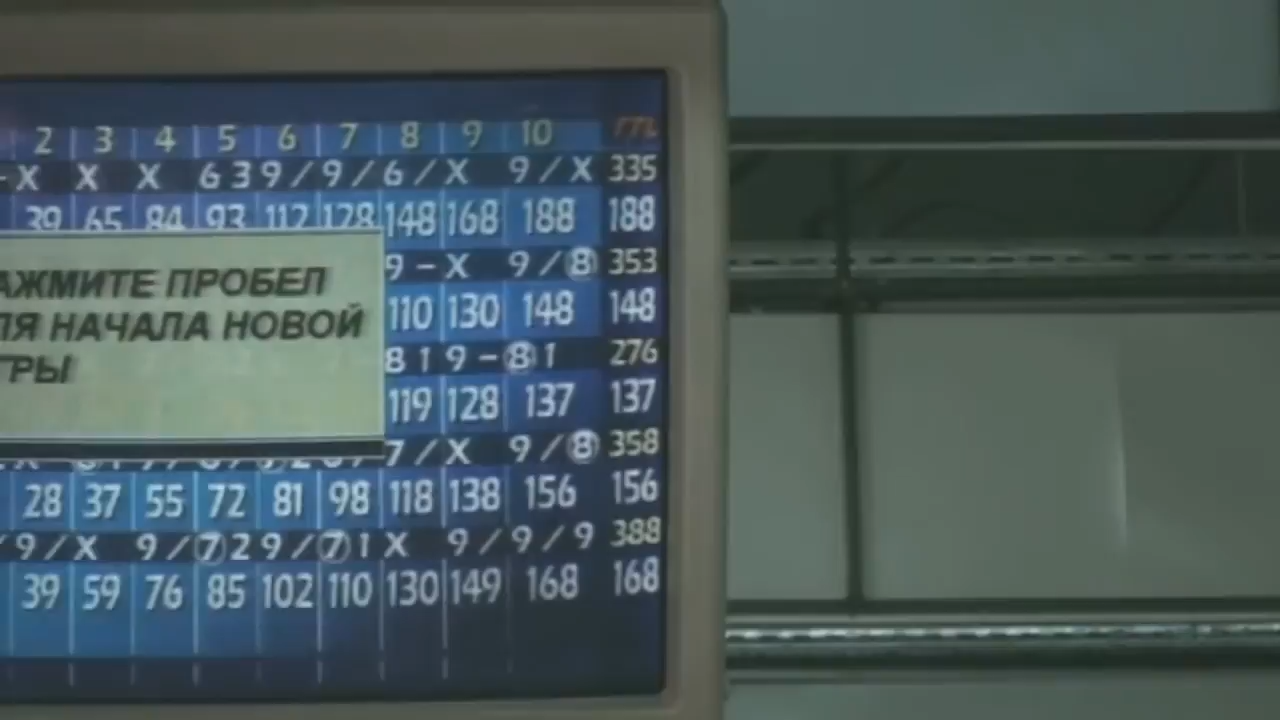 2 3 4 5 6 7 8 9 10
-X X X 6 3 9 / 9 / 6 / X 9 / X 335
39 65 84 93 112 128 148 168 188 188
9 - X 9 / 8 353
АЖМИТЕ ПРОБЕЛ
110 130 148 148
ЛЯ НАЧАЛА НОВОЙ
8 1 9 - 8 1 276
ГРЫ
119 128 137 137
7 / X 9 / 8 358
28 37 55 72 81 98 118 138 156 156
/ 9 / X 9 / 7 2 9 / 7 1 X 9 / 9 / 9 388
39 59 76 85 102 110 130 149 168 168